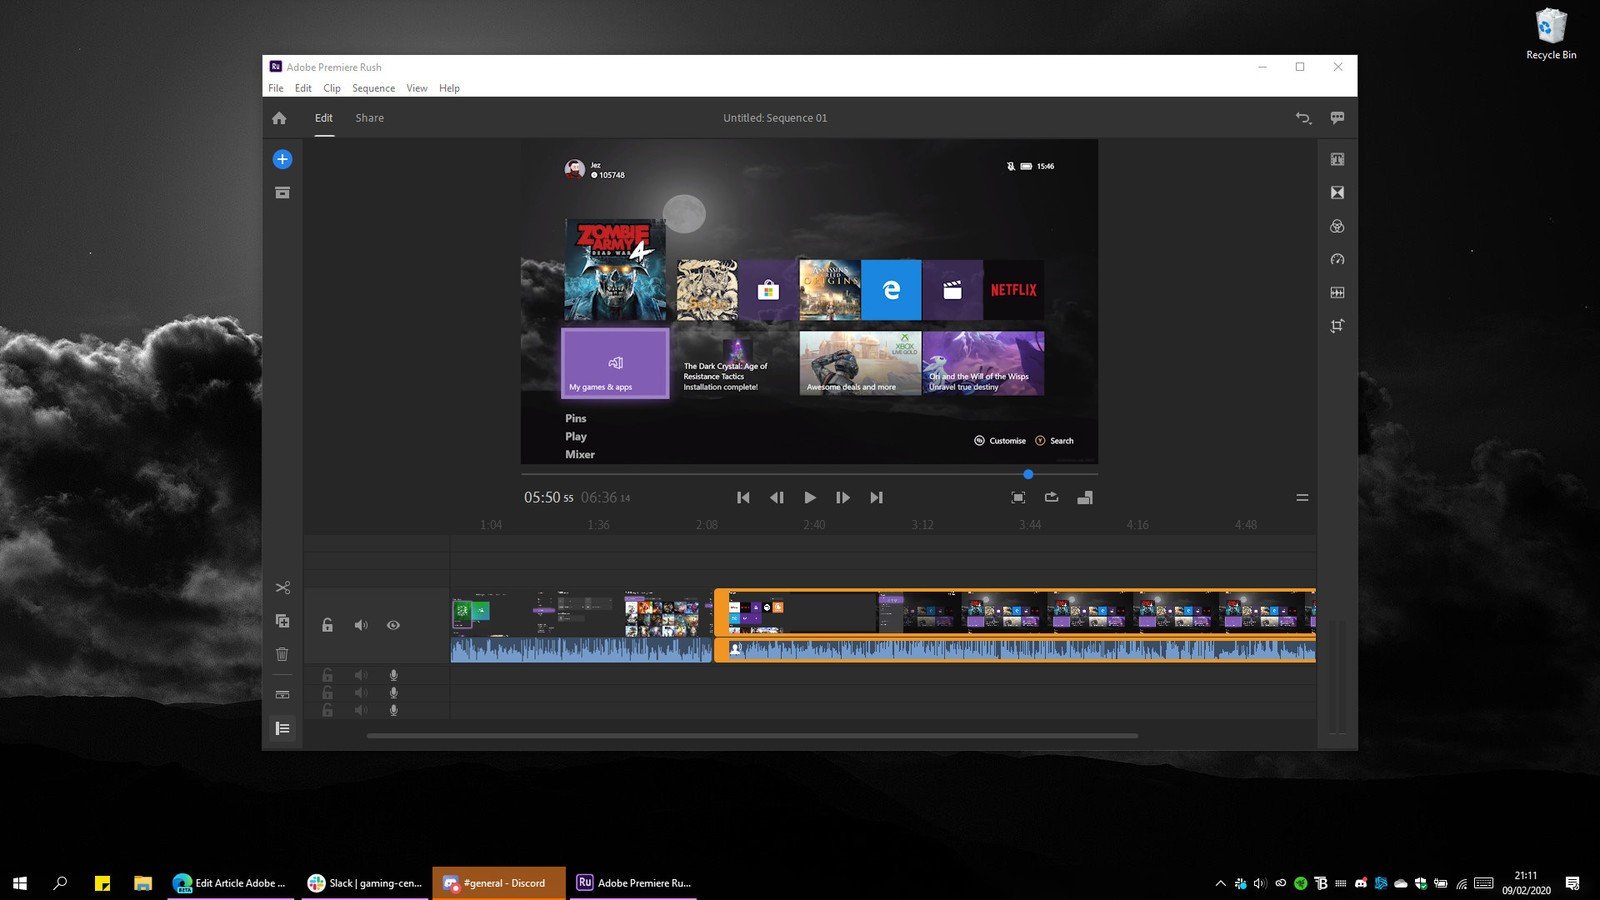 Recycle Bin
Ru Adobe Premiere Rush
File Edit Clip Sequence View Help
Edit Share Untitled: Sequence 01
Jez
105748
15:46
ZOMBIE
ARMY 4
DEAD WAR
ASSASSIN'S
CREED
ORIGINS
NETFLIX
XBOX
LIVE GOLD
My games & apps
The Dark Crystal: Age of
Resistance Tactics
Installation complete!
Awesome deals and more
Ori and the Will of the Wisps
Unravel true destiny
Pins
Play
Mixer
Customise Y Search
05:50 55 06:36 14
1:04 1:36 2:08 2:40 3:12 3:44 4:16 4:48
Edit Article Adobe ...
BETA
Slack | gaming-cen...
#general - Discord
Ru Adobe Premiere Ru...
21:11
09/02/2020